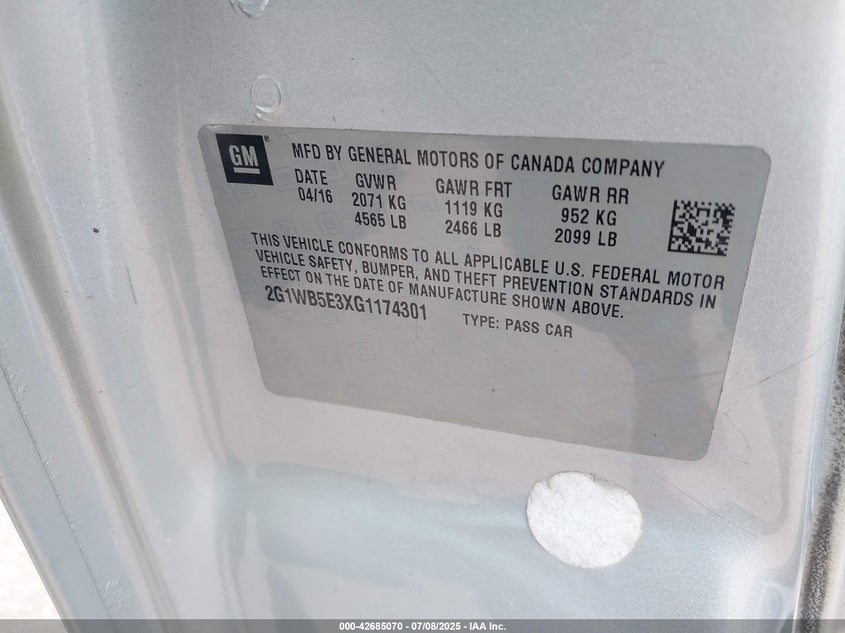 GM
MFD BY GENERAL MOTORS OF CANADA COMPANY
DATE GVWR GAWR FRT GAWR RR
04/16 2071 KG 1119 KG 952 KG
4565 LB 2466 LB 2099 LB
THIS VEHICLE CONFORMS TO ALL APPLICABLE U.S. FEDERAL MOTOR
VEHICLE SAFETY, BUMPER, AND THEFT PREVENTION STANDARDS IN
EFFECT ON THE DATE OF MANUFACTURE SHOWN ABOVE.
2G1WB5E3XG1174301 TYPE: PASS CAR
000-42685070 - 07/08/2025 - IAA Inc.